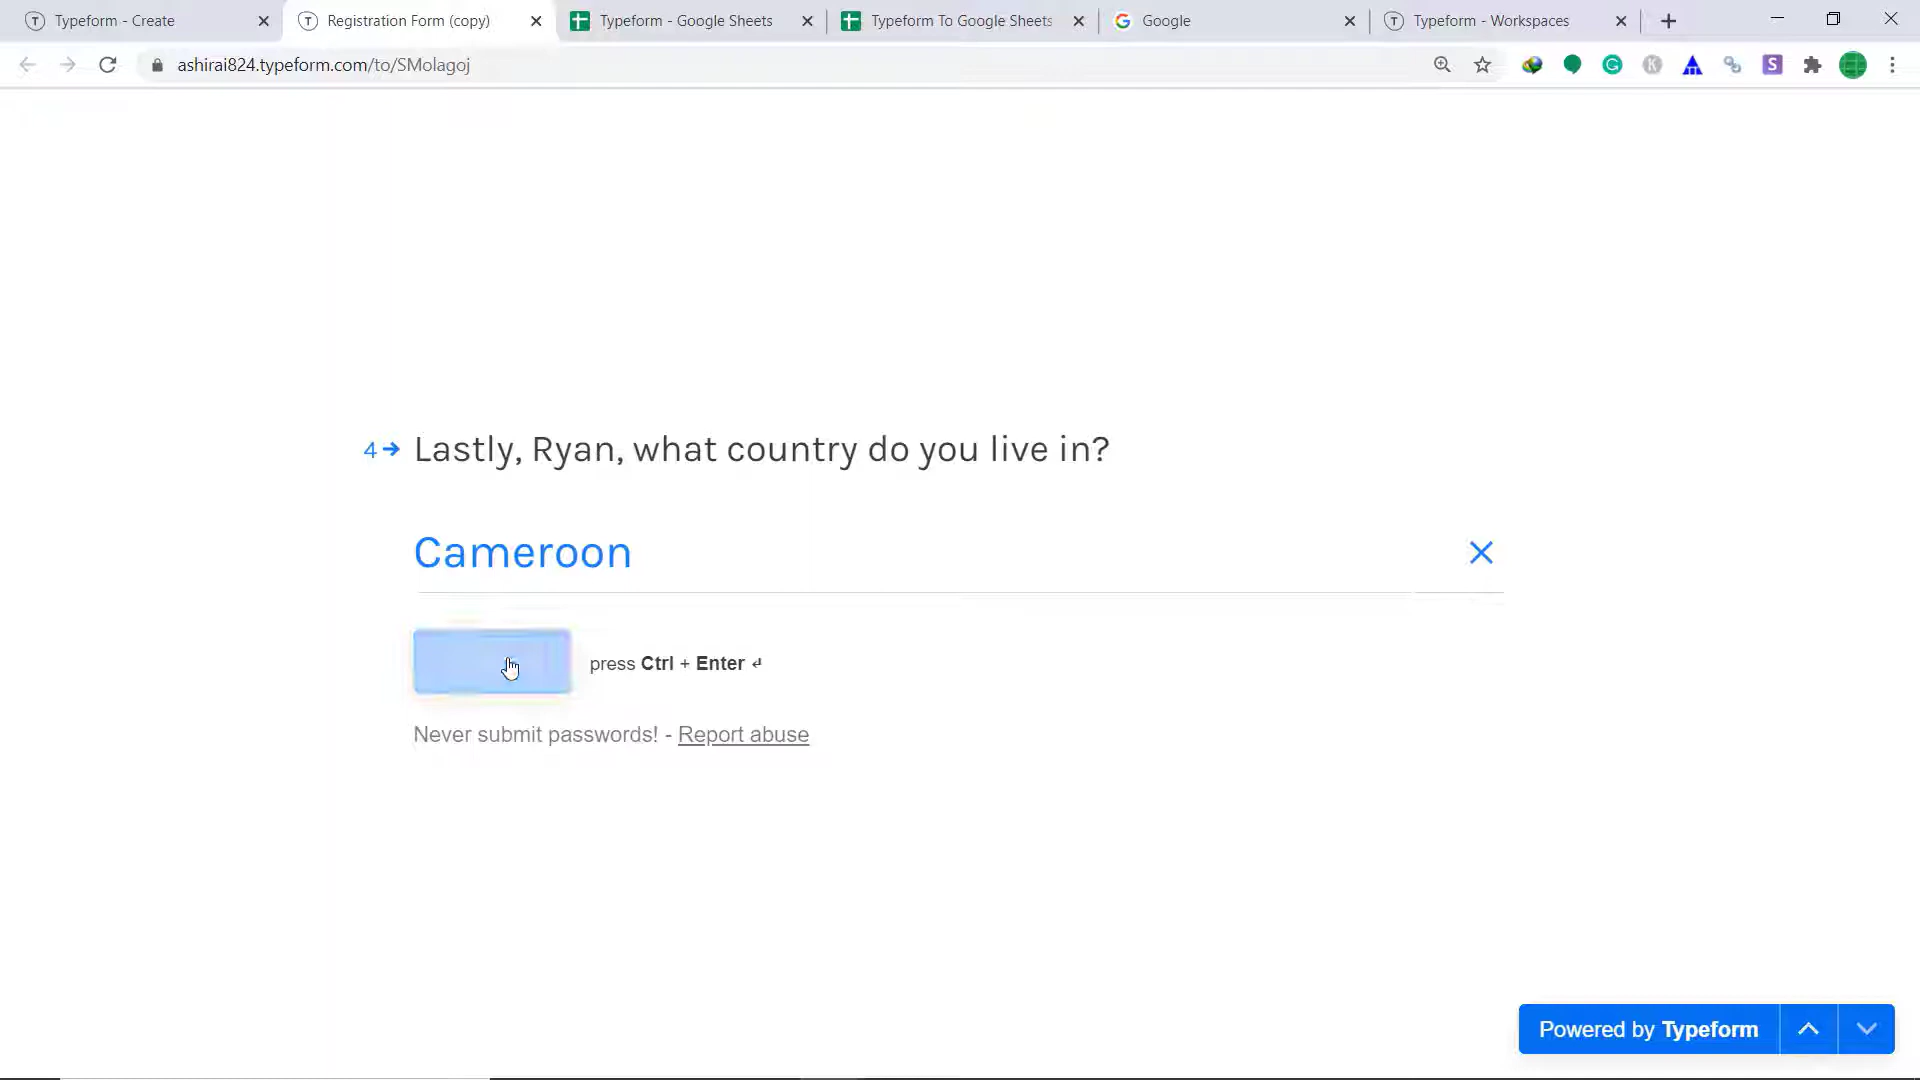 Typeform - Create
Registration Form (copy)
Typeform - Google Sheets
Typeform To Google Sheets
Google
Typeform - Workspaces
ashirai824.typeform.com/to/SMolagoj
4 Lastly, Ryan, what country do you live in?
Cameroon
press Ctrl + Enter
Never submit passwords! - Report abuse
Powered by Typeform